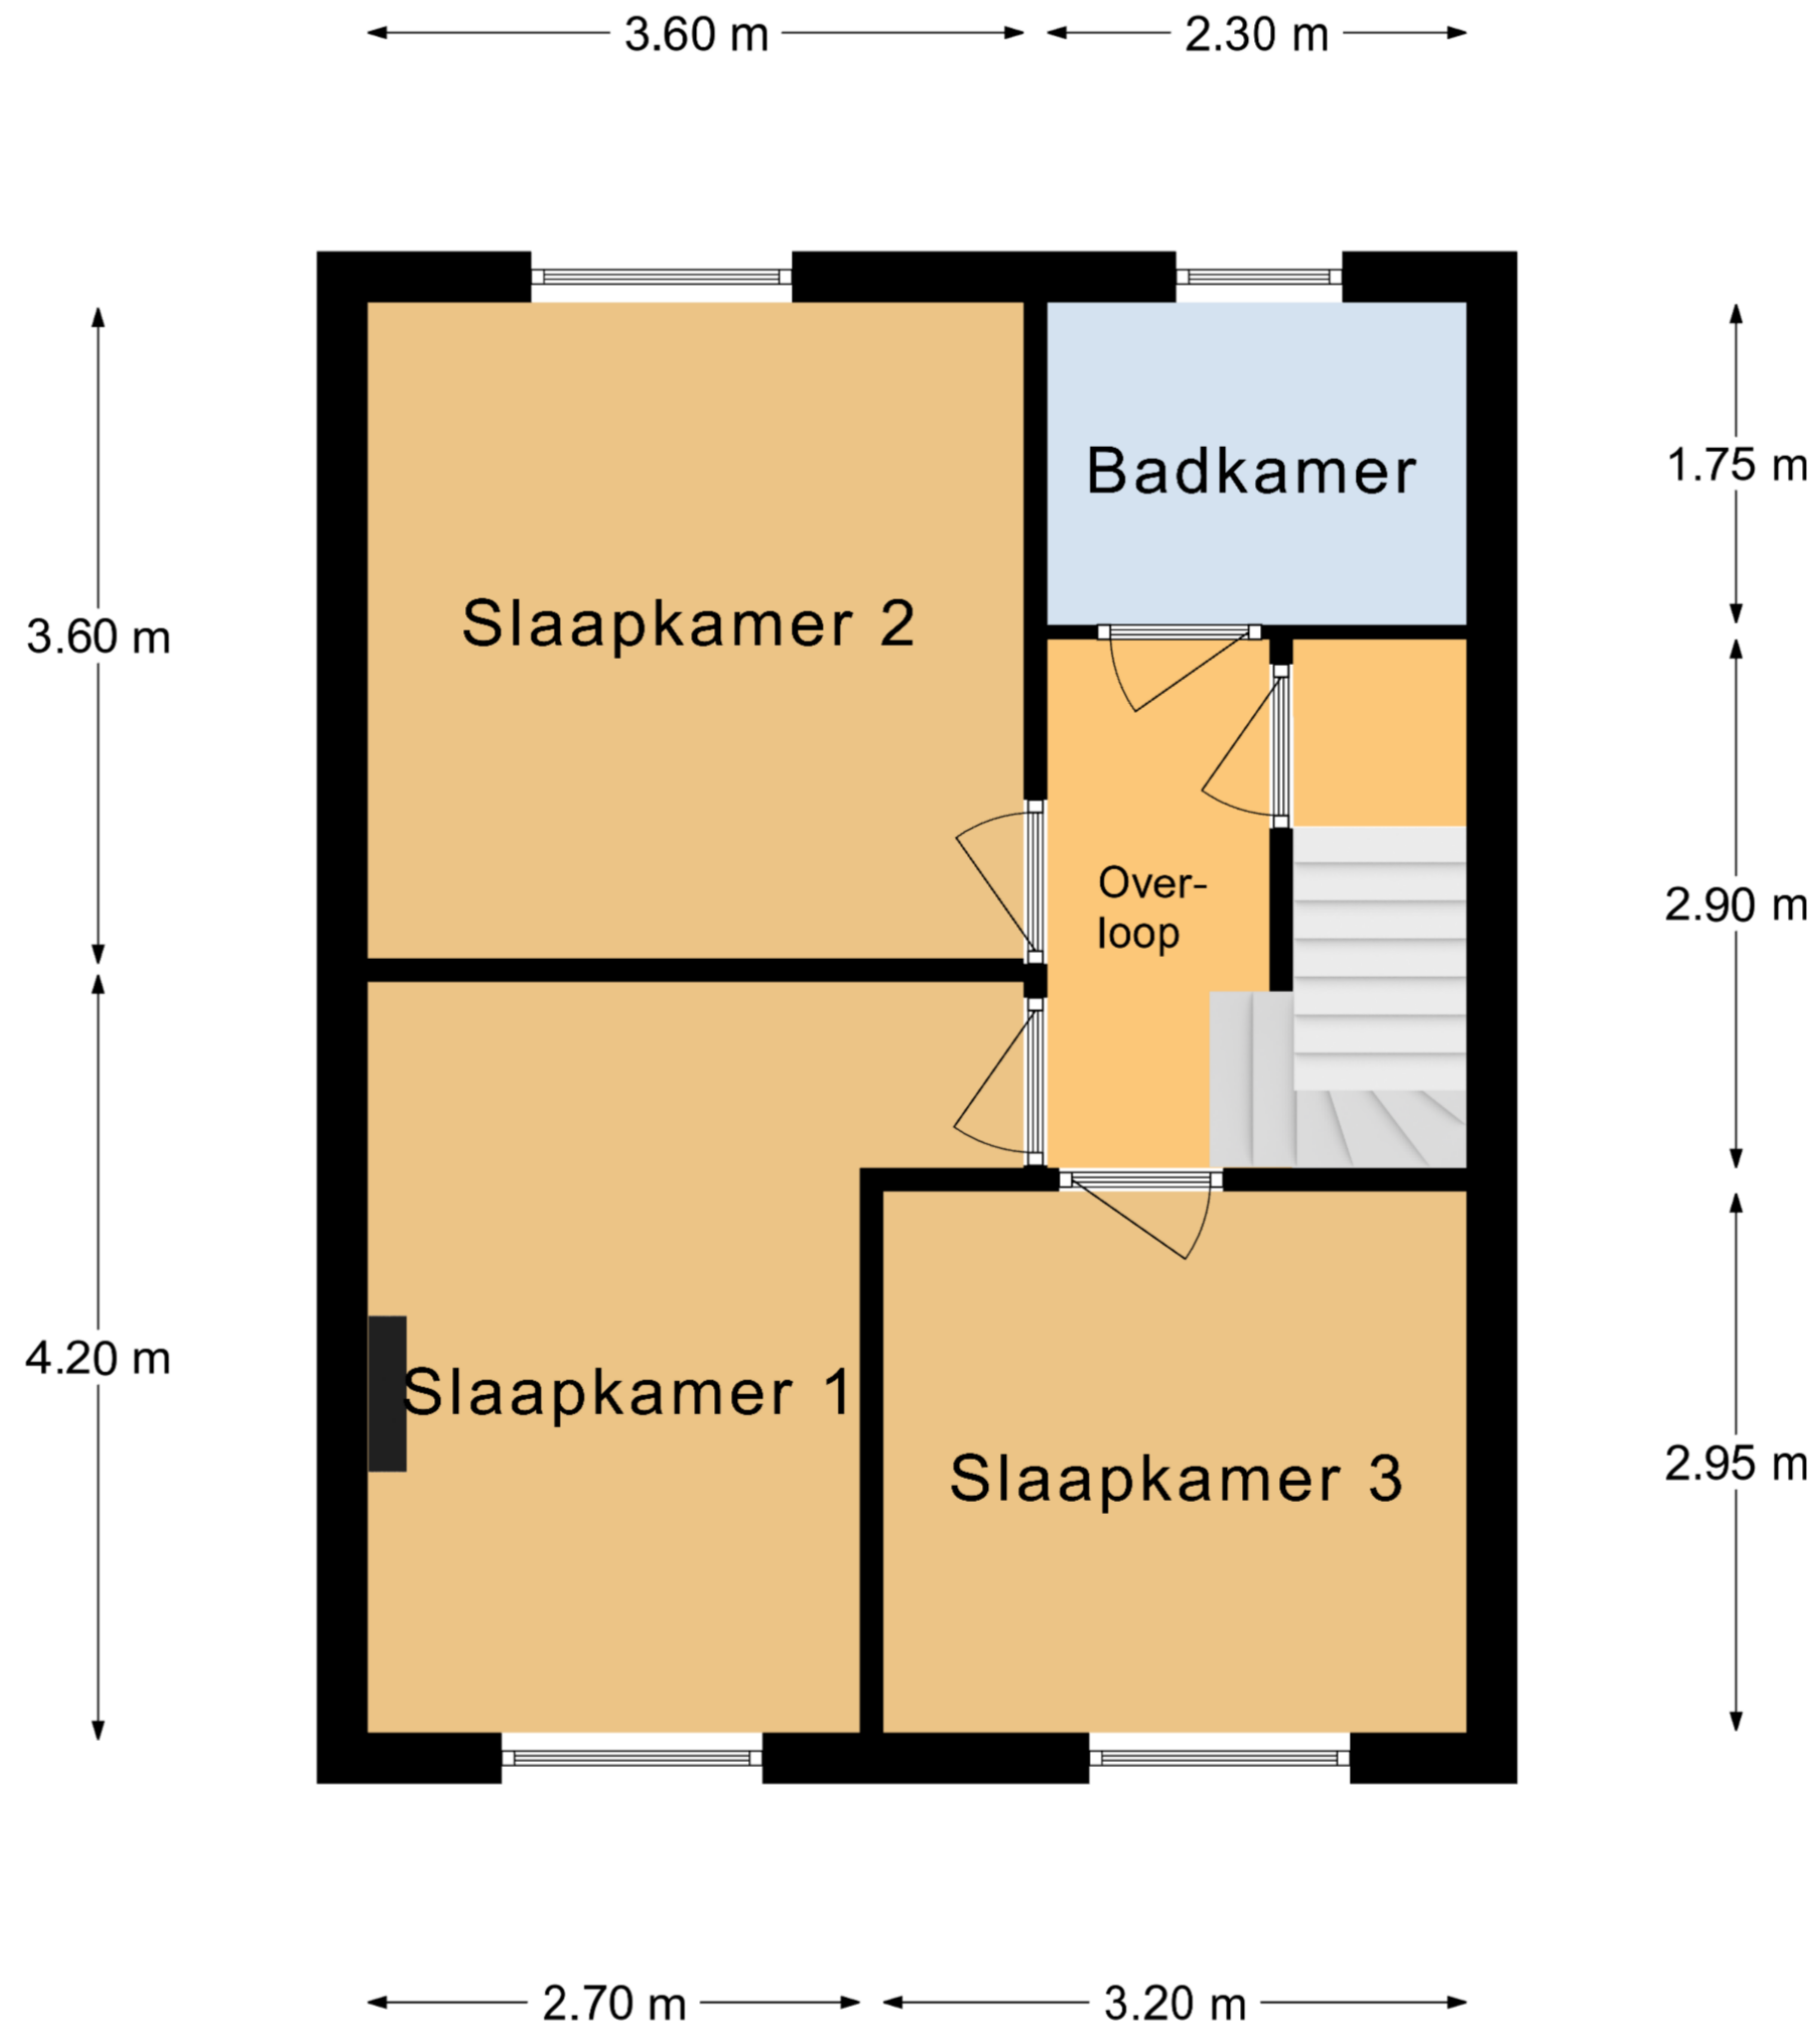 3.60 m
2.30 m
Badkamer
1.75 m
Slaapkamer 2
3.60 m
Over-
loop
2.90 m
4.20 m
Slaapkamer 1
Slaapkamer 3
2.95 m
2.70 m
3.20 m